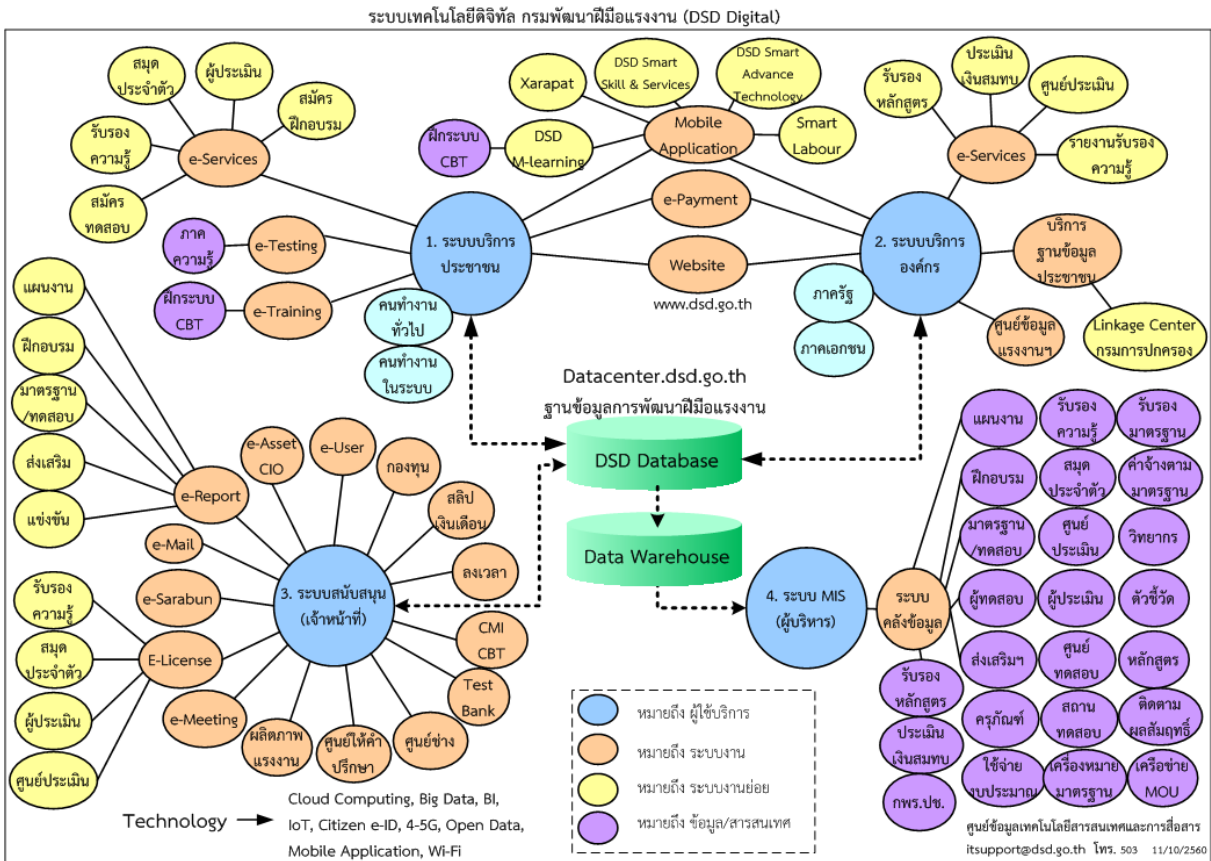 ระบบเทคโนโลยีดิจิทัล กรมพัฒนาฝีมือแรงงาน (DSD Digital)
สมุด
ประจำตัว
ผู้ประเมิน
สมัคร
ฝึกอบรม
รับรอง
ความรู้
e-Services
สมัคร
ทดสอบ
Xarapat
DSD Smart
Skill & Services
DSD Smart
Advance
Technology
ฝึกระบบ
CBT
DSD
M-learning
Mobile
Application
Smart
Labour
รับรอง
หลักสูตร
ประเมิน
เงินสมทบ
ศูนย์ประเมิน
e-Services
รายงานรับรอง
ความรู้
ภาค
ความรู้
e-Testing
ฝึกระบบ
CBT
e-Training
1. ระบบบริการ
ประชาชน
คนทำงาน
ทั่วไป
คนทำงาน
ในระบบ
e-Payment
Website
www.dsd.go.th
2. ระบบบริการ
องค์กร
ภาครัฐ
ภาคเอกชน
บริการ
ฐานข้อมูล
ประชาชน
ศูนย์ข้อมูล
แรงงานฯ
Linkage Center
กรมการปกครอง
Datacenter.dsd.go.th
ฐานข้อมูลการพัฒนาฝีมือแรงงาน
DSD Database
Data Warehouse
แผนงาน
ฝึกอบรม
มาตรฐาน
/ทดสอบ
ส่งเสริม
แข่งขัน
e-Report
e-Asset
CIO
e-User
กองทุน
สลิป
เงินเดือน
ลงเวลา
e-Mail
e-Sarabun
3. ระบบสนับสนุน
(เจ้าหน้าที่)
CMI
CBT
Test
Bank
รับรอง
ความรู้
สมุด
ประจำตัว
ผู้ประเมิน
ศูนย์ประเมิน
E-License
e-Meeting
ผลิตภาพ
แรงงาน
ศูนย์ให้คำ
ปรึกษา
ศูนย์ช่าง
4. ระบบ MIS
(ผู้บริหาร)
ระบบ
คลังข้อมูล
แผนงาน
รับรอง
ความรู้
รับรอง
มาตรฐาน
ฝึกอบรม
สมุด
ประจำตัว
ค่าจ้างตาม
มาตรฐาน
มาตรฐาน
/ทดสอบ
ศูนย์
ประเมิน
วิทยากร
ผู้ทดสอบ
ผู้ประเมิน
ตัวชี้วัด
ส่งเสริมฯ
ศูนย์
ทดสอบ
หลักสูตร
รับรอง
หลักสูตร
ครุภัณฑ์
สถาน
ทดสอบ
ติดตาม
ผลสัมฤทธิ์
ประเมิน
เงินสมทบ
ใช้จ่าย
งบประมาณ
เครื่องหมาย
มาตรฐาน
เครือข่าย
MOU
กพร.ปช.
หมายถึง ผู้ใช้บริการ
หมายถึง ระบบงาน
หมายถึง ระบบงานย่อย
หมายถึง ข้อมูล/สารสนเทศ
Technology
Cloud Computing, Big Data, BI,
IoT, Citizen e-ID, 4-5G, Open Data,
Mobile Application, Wi-Fi
ศูนย์ข้อมูลเทคโนโลยีสารสนเทศและการสื่อสาร
itsupport@dsd.go.th โทร. 503 11/10/2560